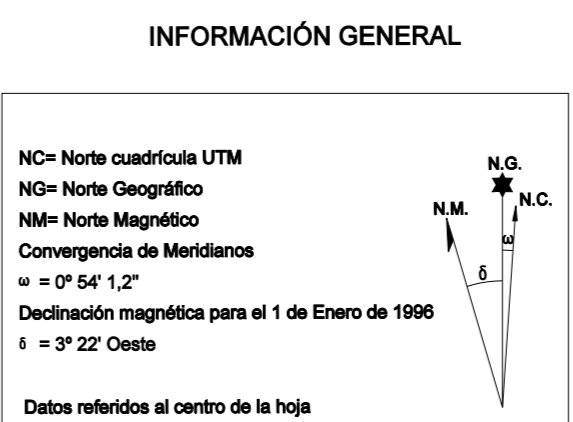 INFORMACIÓN GENERAL
NC= Norte cuadrícula UTM
NG= Norte Geográfico
NM= Norte Magnético
Convergencia de Meridianos
ω = 0º 54' 1,2"
Declinación magnética para el 1 de Enero de 1996
δ = 3º 22' Oeste
Datos referidos al centro de la hoja
N.G.
N.M.
N.C.
ω
δ